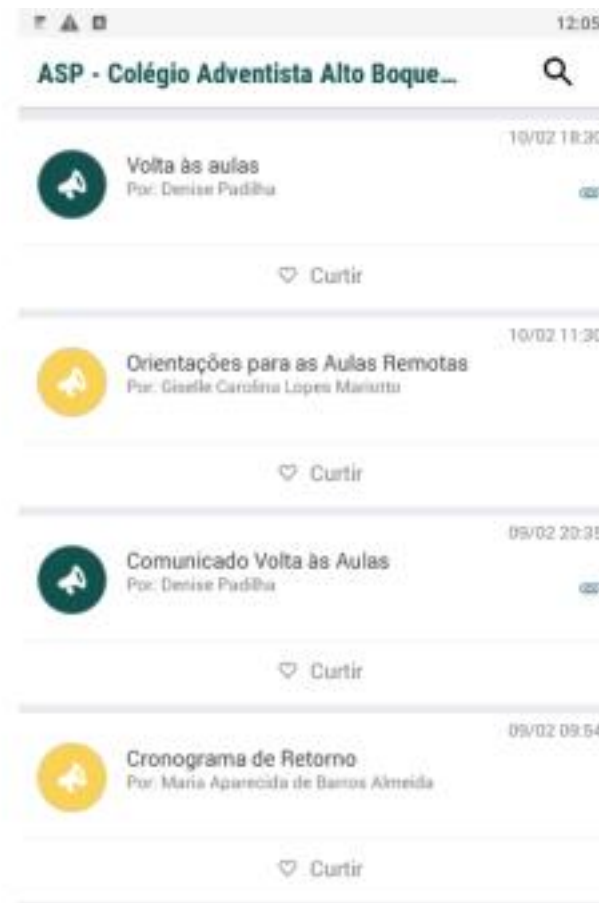 12:05
ASP - Colégio Adventista Alto Boque...
10/02 18:30
Volta às aulas
Por: Denise Padilha
Curtir
10/02 11:30
Orientações para as Aulas Remotas
Por: Giselle Carolina Lopes Mariotto
Curtir
09/02 20:35
Comunicado Volta às Aulas
Por: Denise Padilha
Curtir
09/02 09:54
Cronograma de Retorno
Por: Maria Aparecida de Barros Almeida
Curtir